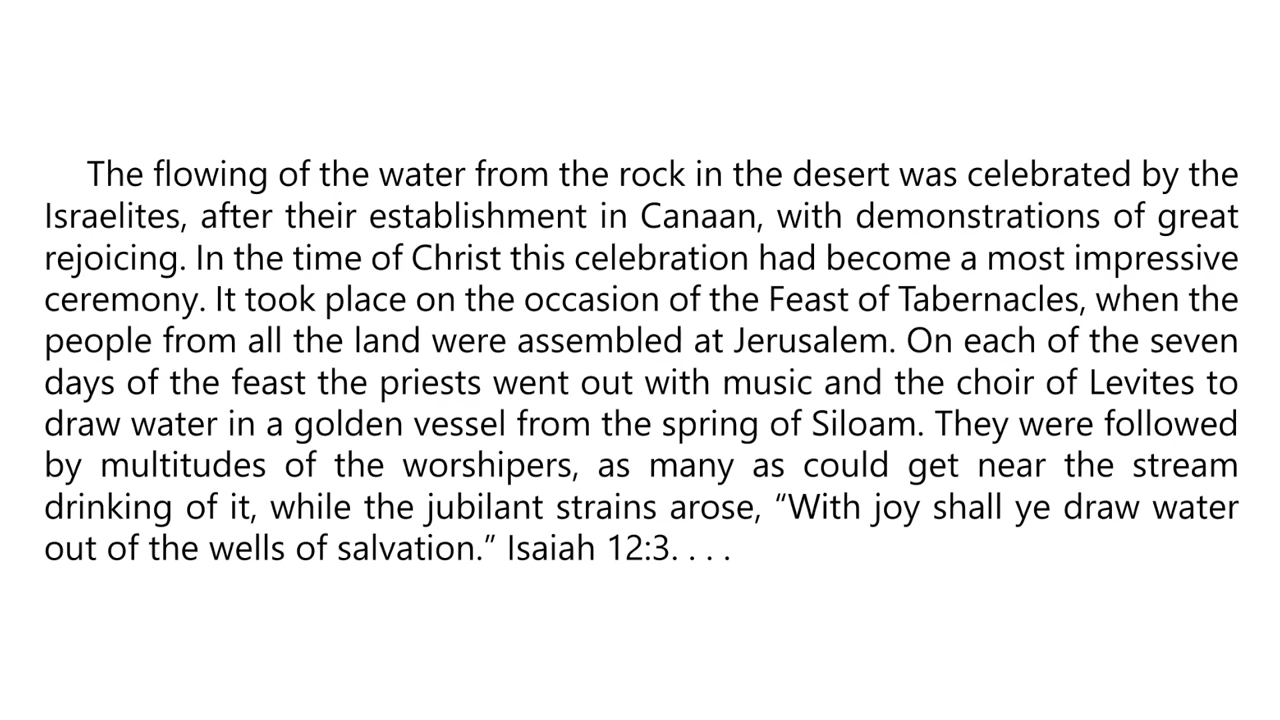 The flowing of the water from the rock in the desert was celebrated by the
Israelites, after their establishment in Canaan, with demonstrations of great
rejoicing. In the time of Christ this celebration had become a most impressive
ceremony. It took place on the occasion of the Feast of Tabernacles, when the
people from all the land were assembled at Jerusalem. On each of the seven
days of the feast the priests went out with music and the choir of Levites to
draw water in a golden vessel from the spring of Siloam. They were followed
by multitudes of the worshipers, as many as could get near the stream
drinking of it, while the jubilant strains arose, “With joy shall ye draw water
out of the wells of salvation.” Isaiah 12:3. . . .